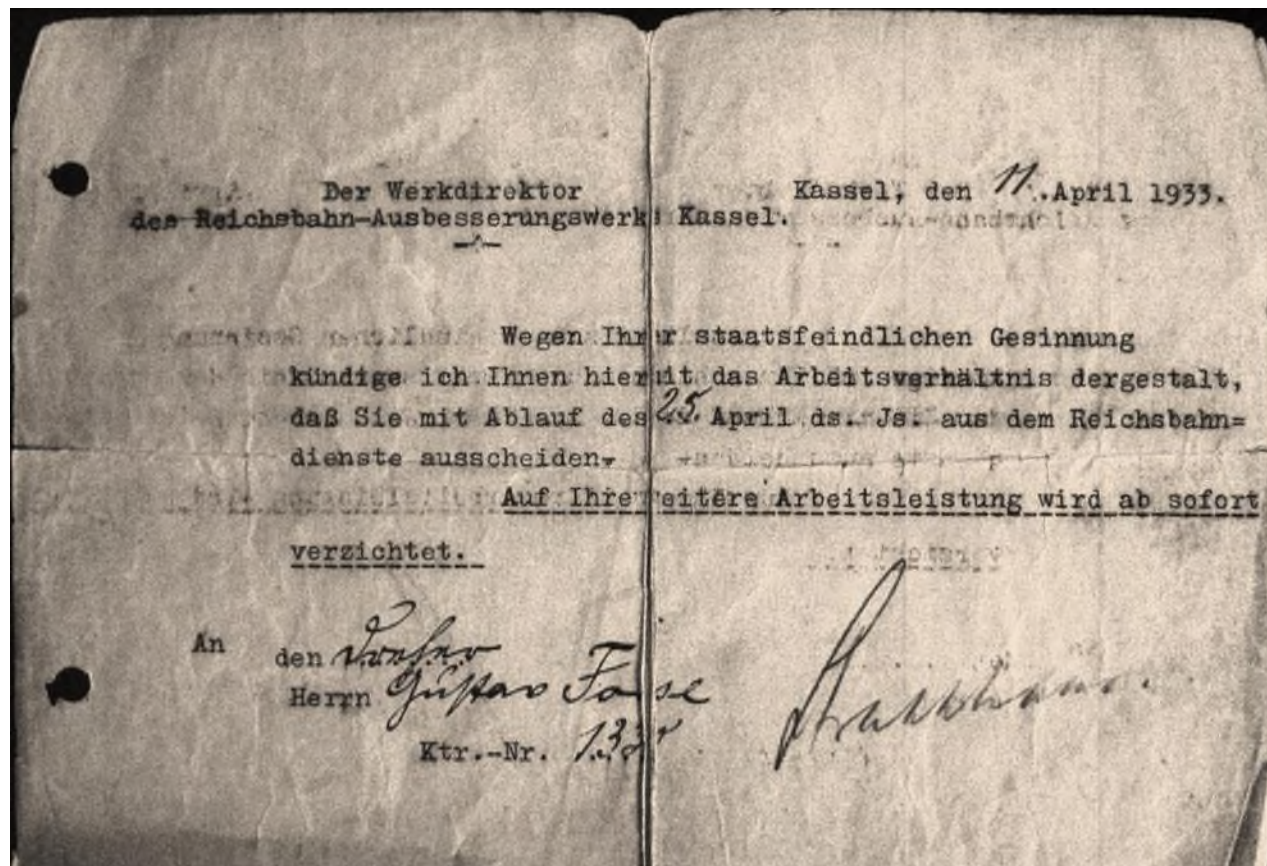 Der Werkdirektor
des Reichsbahn-Ausbesserungswerks Kassel.
Kassel, den 11. April 1933.
Wegen Ihrer staatsfeindlichen Gesinnung
kündige ich Ihnen hiermit das Arbeitsverhältnis dergestalt,
daß Sie mit Ablauf des 25. April ds. Js. aus dem Reichsbahn=
dienste ausscheiden.
Auf Ihre weitere Arbeitsleistung wird ab sofort
verzichtet.
An den Dreher
Herrn Gustav
Ktr.-Nr.